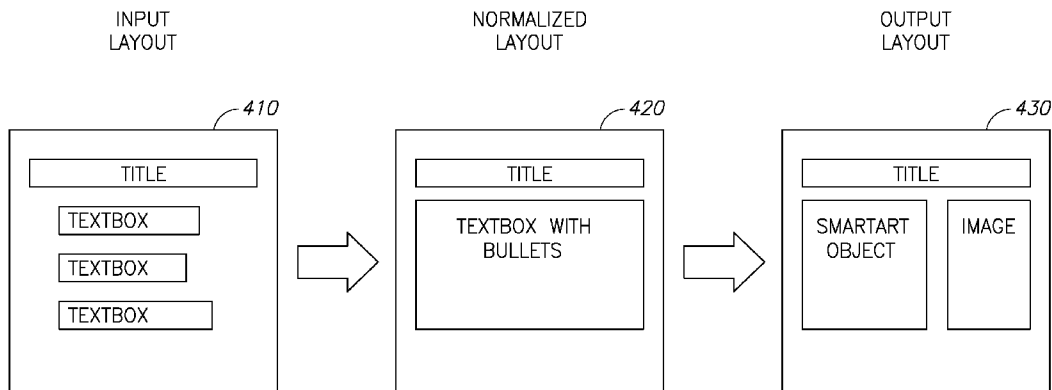 INPUT
LAYOUT
NORMALIZED
LAYOUT
OUTPUT
LAYOUT
410
TITLE
TEXTBOX
TEXTBOX
TEXTBOX
420
TITLE
TEXTBOX WITH
BULLETS
430
TITLE
SMARTART
OBJECT
IMAGE